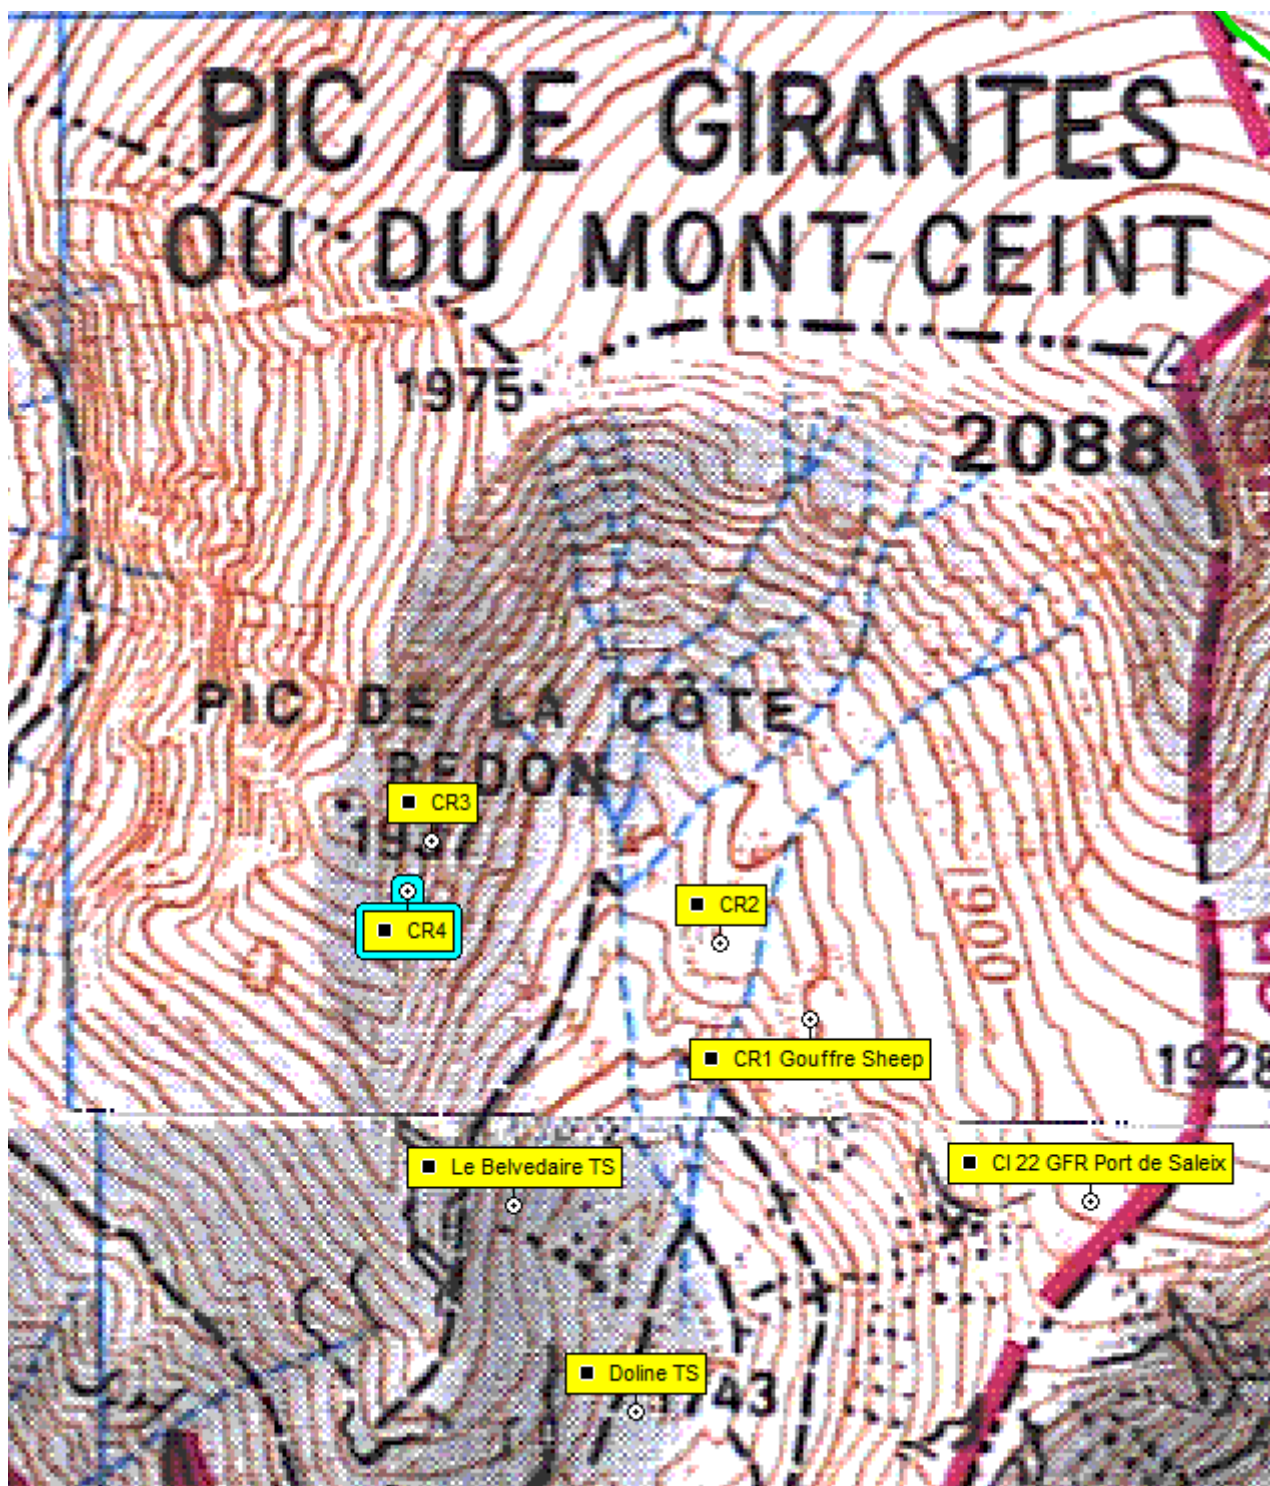 PIC DE GIRANTES
OU DU MONT-CEINT
1975
2088
PIC DE LA CÔTE
REDON
CR3
CR4
CR2
1900
CR1 Gouffre Sheep
1928
Le Belvedaire TS
CI 22 GFR Port de Saleix
Doline TS